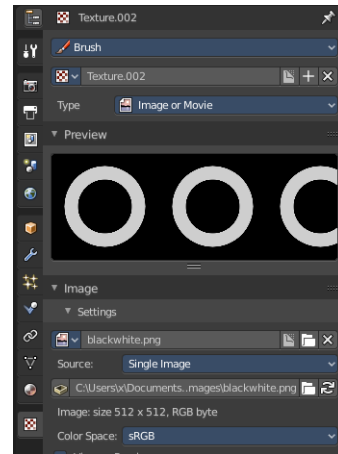 Texture.002
Brush
Texture.002
Type Image or Movie
Preview
Image
Settings
blackwhite.png
Source: Single Image
C:\Users\x\Documents..mages\blackwhite.png
Image: size 512 x 512, RGB byte
Color Space: sRGB